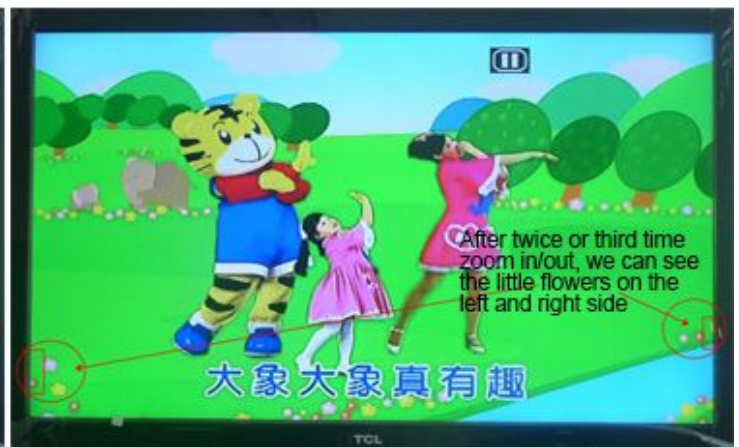 After twice or third time
zoom in/out, we can see
the little flowers on the
left and right side
大象大象真有趣
TCL